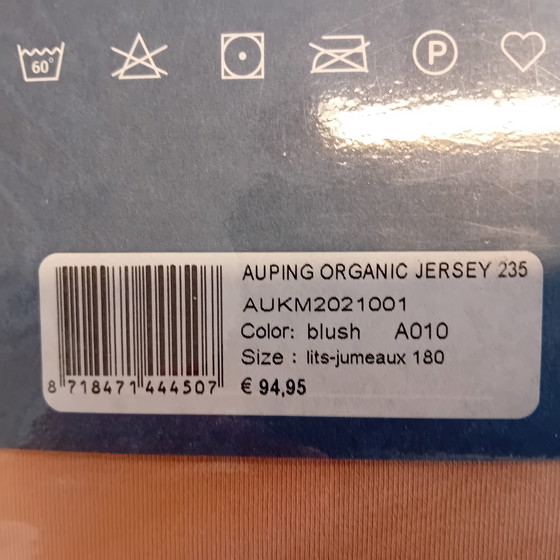 60°
P
AUPING ORGANIC JERSEY 235
AUKM2021001
Color: blush A010
Size : lits-jumeaux 180
€ 94,95
8 718471 444507